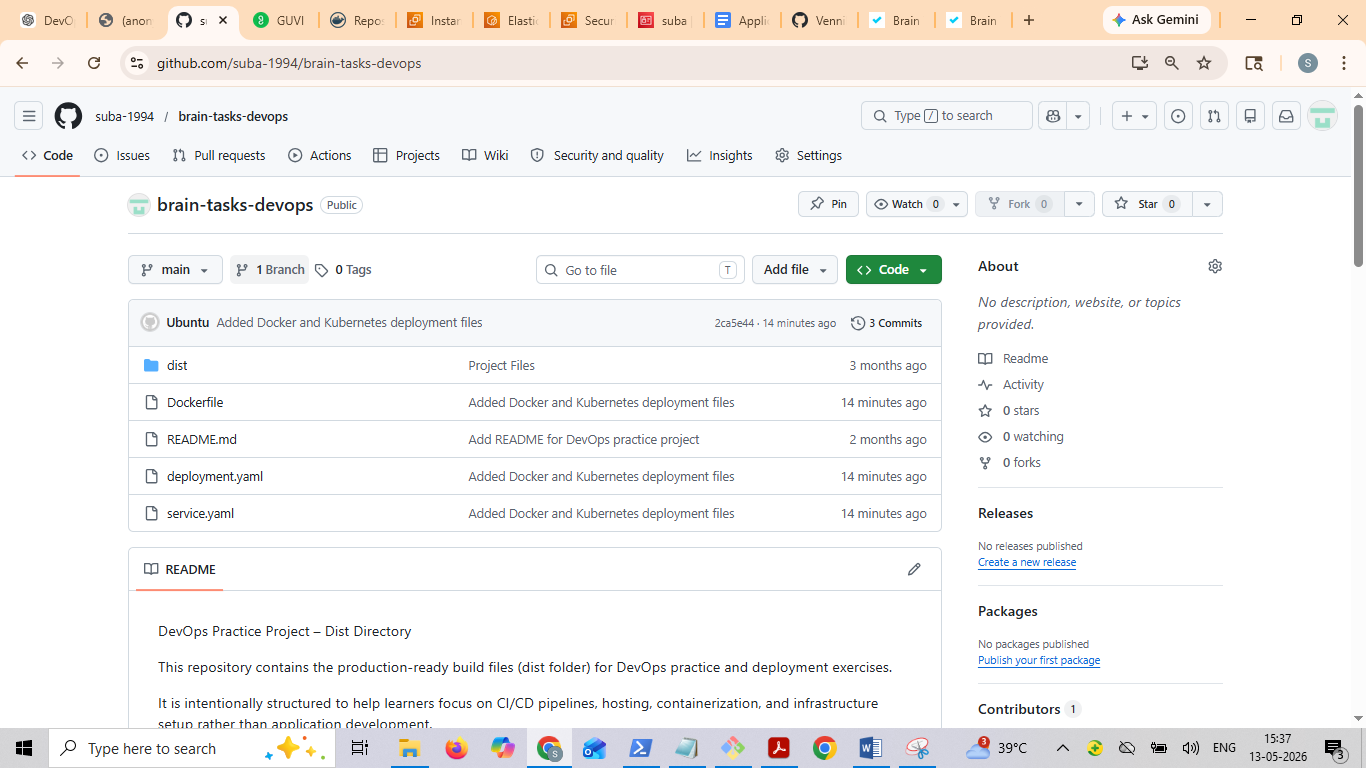 DevO
(anon
su
GUVI
Repos
Instan
Elastic
Secur
suba |
Applic
Venni
Brain
Brain
Ask Gemini
github.com/suba-1994/brain-tasks-devops
S
suba-1994 / brain-tasks-devops
Type / to search
Code
Issues
Pull requests
Actions
Projects
Wiki
Security and quality
Insights
Settings
brain-tasks-devops Public
Pin
Watch 0
Fork 0
Star 0
main
1 Branch
0 Tags
Go to file T
Add file
Code
Ubuntu Added Docker and Kubernetes deployment files 2ca5e44 · 14 minutes ago 3 Commits
dist Project Files 3 months ago
Dockerfile Added Docker and Kubernetes deployment files 14 minutes ago
README.md Add README for DevOps practice project 2 months ago
deployment.yaml Added Docker and Kubernetes deployment files 14 minutes ago
service.yaml Added Docker and Kubernetes deployment files 14 minutes ago
README
DevOps Practice Project – Dist Directory
This repository contains the production-ready build files (dist folder) for DevOps practice and deployment exercises.
It is intentionally structured to help learners focus on CI/CD pipelines, hosting, containerization, and infrastructure
setup rather than application development.
About
No description, website, or topics
provided.
Readme
Activity
0 stars
0 watching
0 forks
Releases
No releases published
Create a new release
Packages
No packages published
Publish your first package
Contributors 1
Type here to search
S
W
3
39°C
ENG
15:37
13-05-2026
3